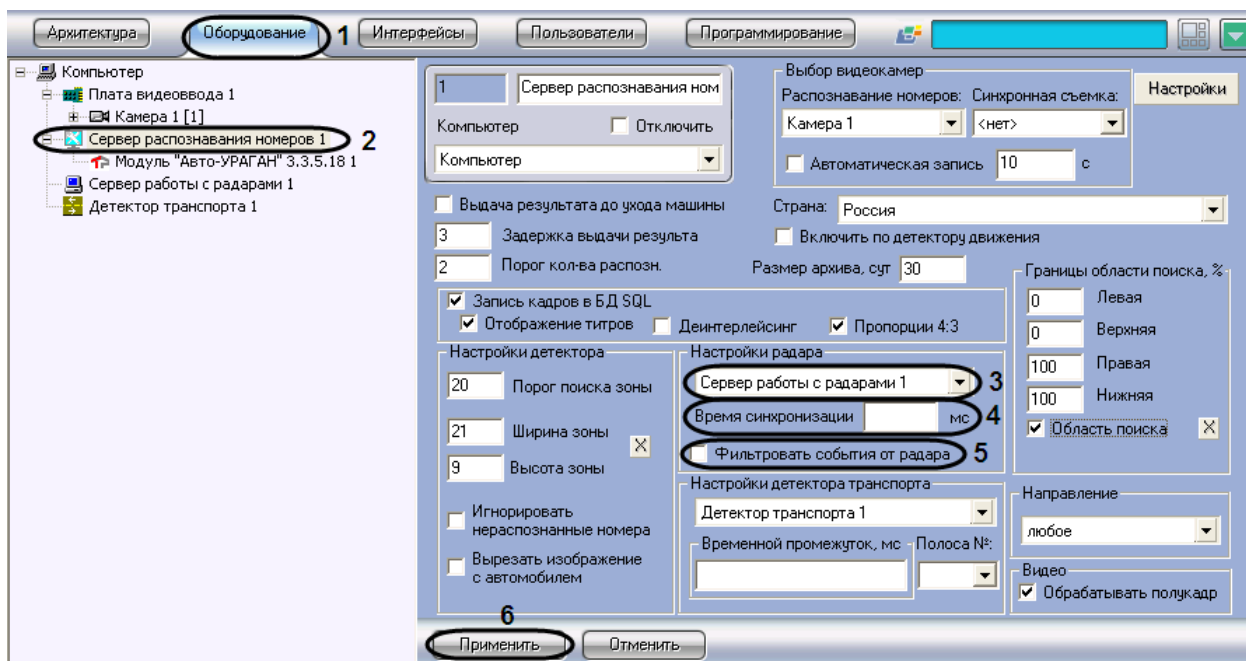 Архитектура Оборудование 1 Интерфейсы Пользователи Программирование
Компьютер
Плата видеоввода 1
Камера 1 [1]
Сервер распознавания номеров 1 2
Модуль "Авто-УРАГАН" 3.3.5.18 1
Сервер работы с радарами 1
Детектор транспорта 1
1 Сервер распознавания ном
Компьютер Отключить
Компьютер
Выбор видеокамер
Распознавание номеров: Синхронная съемка:
Камера 1 <нет>
Автоматическая запись 10 с
Настройки
Выдача результата до ухода машины
Страна: Россия
3 Задержка выдачи результа
Включить по детектору движения
2 Порог кол-ва распозн.
Размер архива, сут 30
Запись кадров в БД SQL
Отображение титров Деинтерлейсинг Пропорции 4:3
Границы области поиска, %
0 Левая
0 Верхняя
100 Правая
100 Нижняя
Область поиска X
Настройки детектора
20 Порог поиска зоны
21 Ширина зоны
X
9 Высота зоны
Игнорировать
нераспознанные номера
Вырезать изображение
с автомобилем
Настройки радара
Сервер работы с радарами 1 3
Время синхронизации мс 4
Фильтровать события от радара 5
Настройки детектора транспорта
Детектор транспорта 1
Временной промежуток, мс Полоса №:
Направление
любое
Видео
Обрабатывать полукадр
6
Применить Отменить